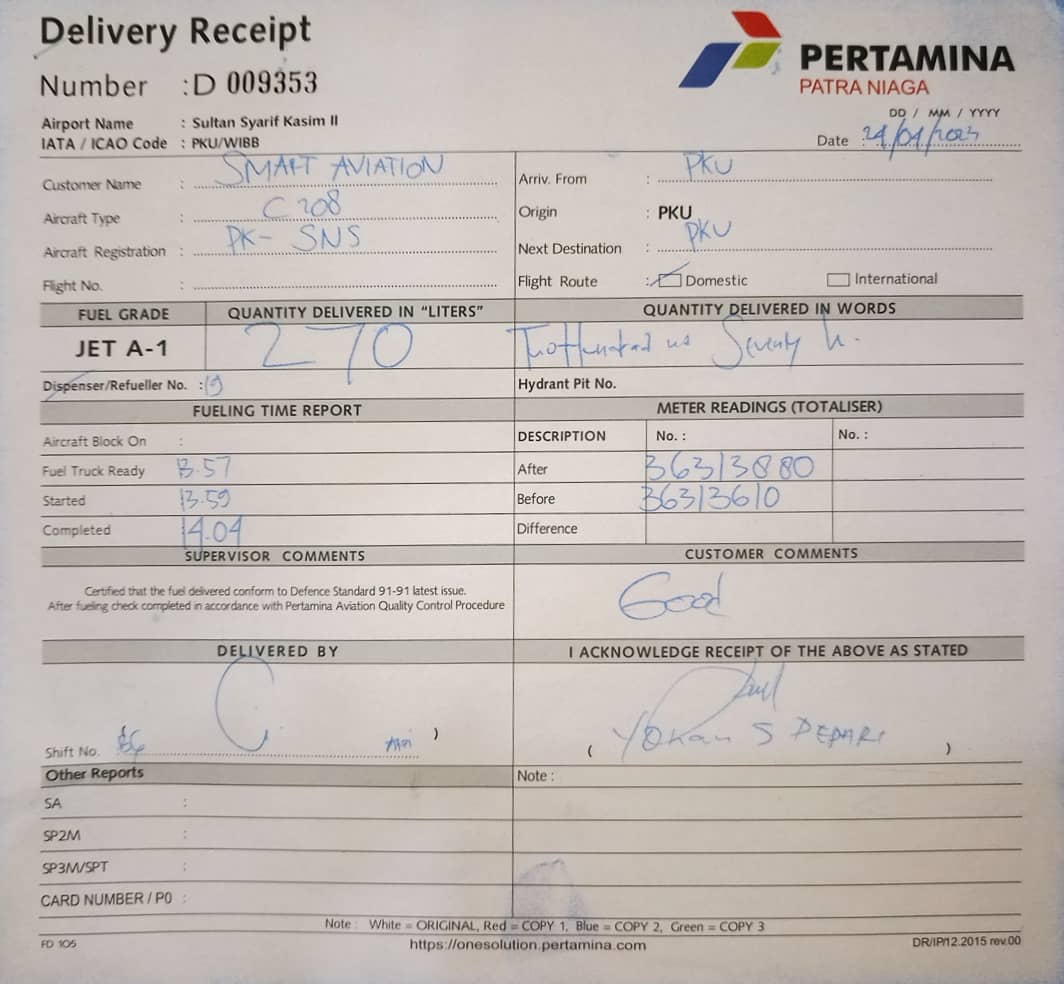 Delivery Receipt
Number : D 009353
PERTAMINA
PATRA NIAGA
Airport Name : Sultan Syarif Kasim II
IATA / ICAO Code : PKU/WIBB
DD / MM / YYYY
Date :
Customer Name : SMART AVIATION
Arriv. From : PKU
Aircraft Type : C 208
Origin : PKU
Aircraft Registration : PK- SNS
Next Destination : PKU
Flight No. :
Flight Route : Domestic International
FUEL GRADE QUANTITY DELIVERED IN "LITERS" QUANTITY DELIVERED IN WORDS
JET A-1 270 Two Hundred Seventy
Dispenser/Refueller No. : 19 Hydrant Pit No.
FUELING TIME REPORT METER READINGS (TOTALISER)
Aircraft Block On : DESCRIPTION No. : No. :
Fuel Truck Ready 13.57 After 36313880
Started 13.59 Before 36313610
Completed 14.04 Difference
SUPERVISOR COMMENTS CUSTOMER COMMENTS
Certified that the fuel delivered conform to Defence Standard 91-91 latest issue.
After fueling check completed in accordance with Pertamina Aviation Quality Control Procedure
Good
DELIVERED BY I ACKNOWLEDGE RECEIPT OF THE ABOVE AS STATED
Shift No. ) ( YOKAN S DEPARI )
Other Reports Note :
SA :
SP2M :
SP3M/SPT :
CARD NUMBER / P0 :
Note : White = ORIGINAL, Red = COPY 1, Blue = COPY 2, Green = COPY 3
FD 105 https://onesolution.pertamina.com DR/IP/12.2015 rev.00